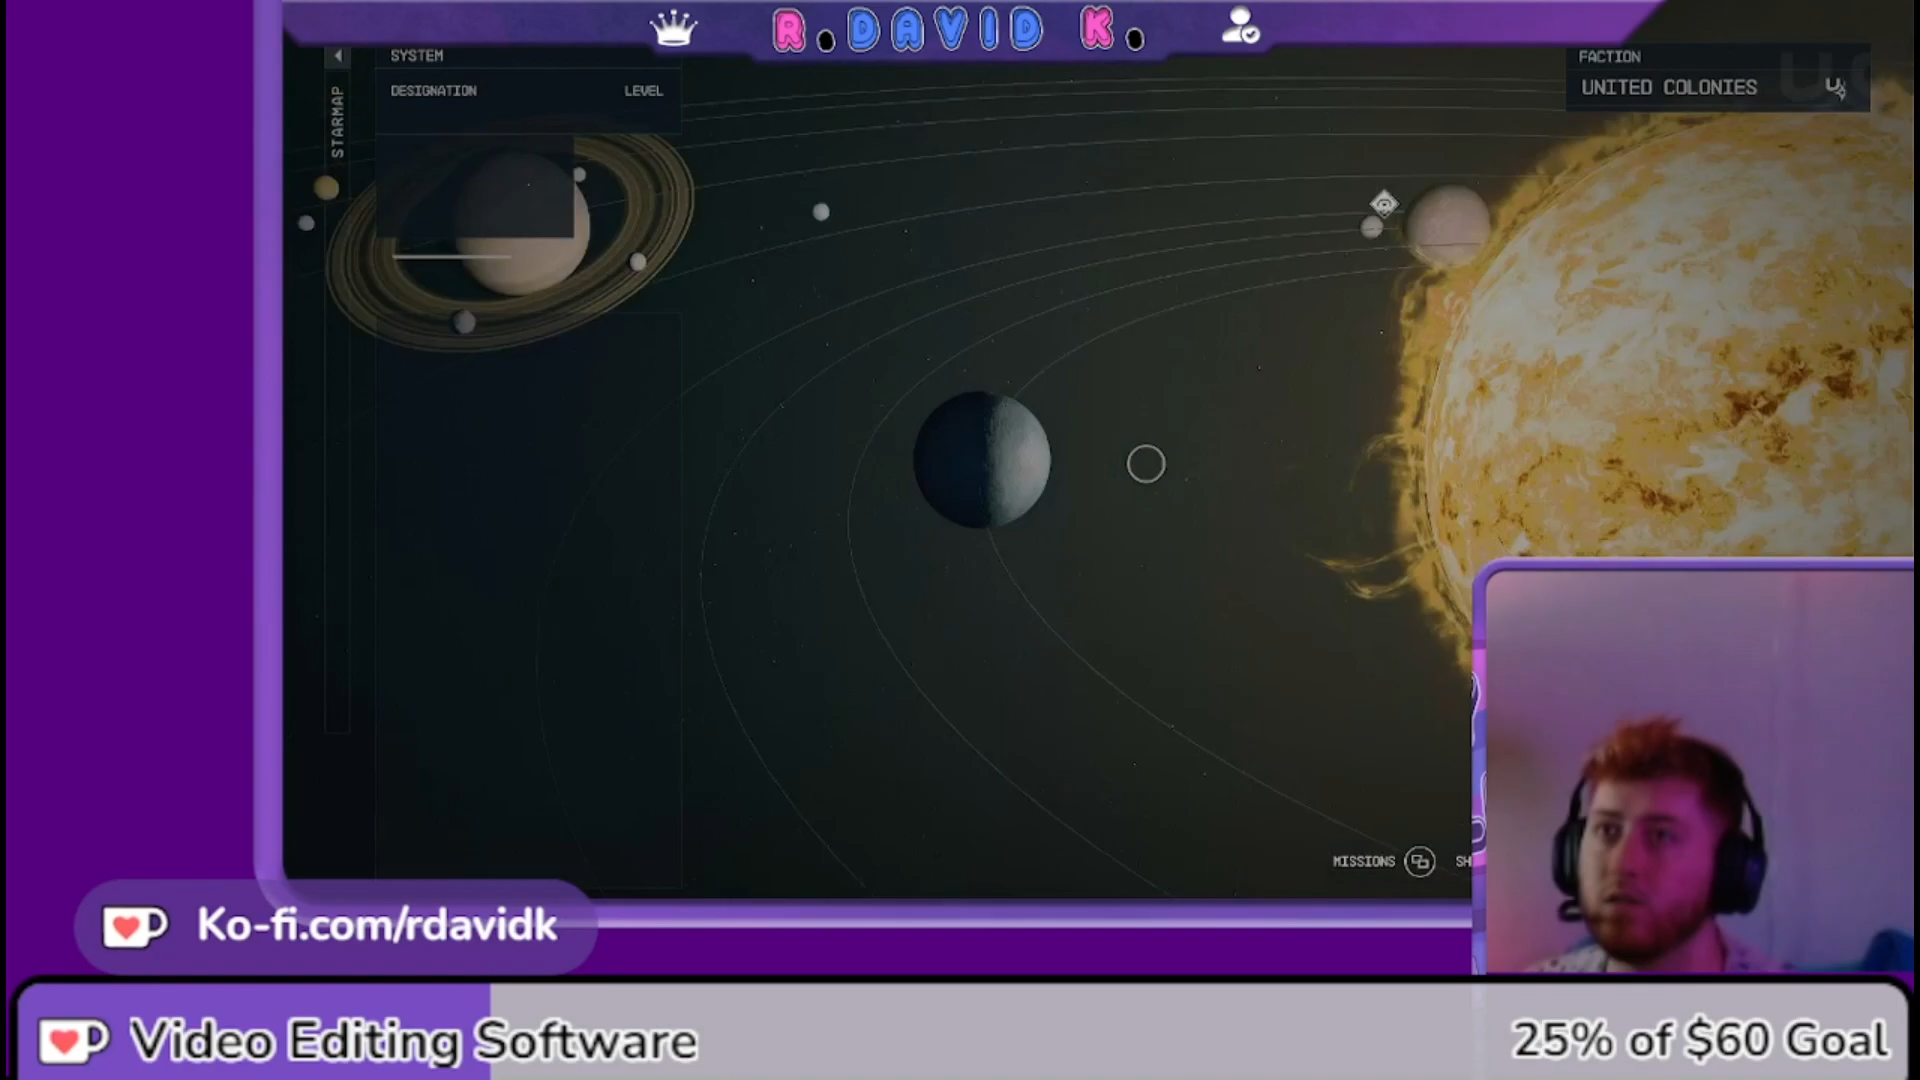 R.DAVID K.
SYSTEM
DESIGNATION LEVEL
STARMAP
FACTION
UNITED COLONIES
MISSIONS
SH
Ko-fi.com/rdavidk
Video Editing Software
25% of $60 Goal